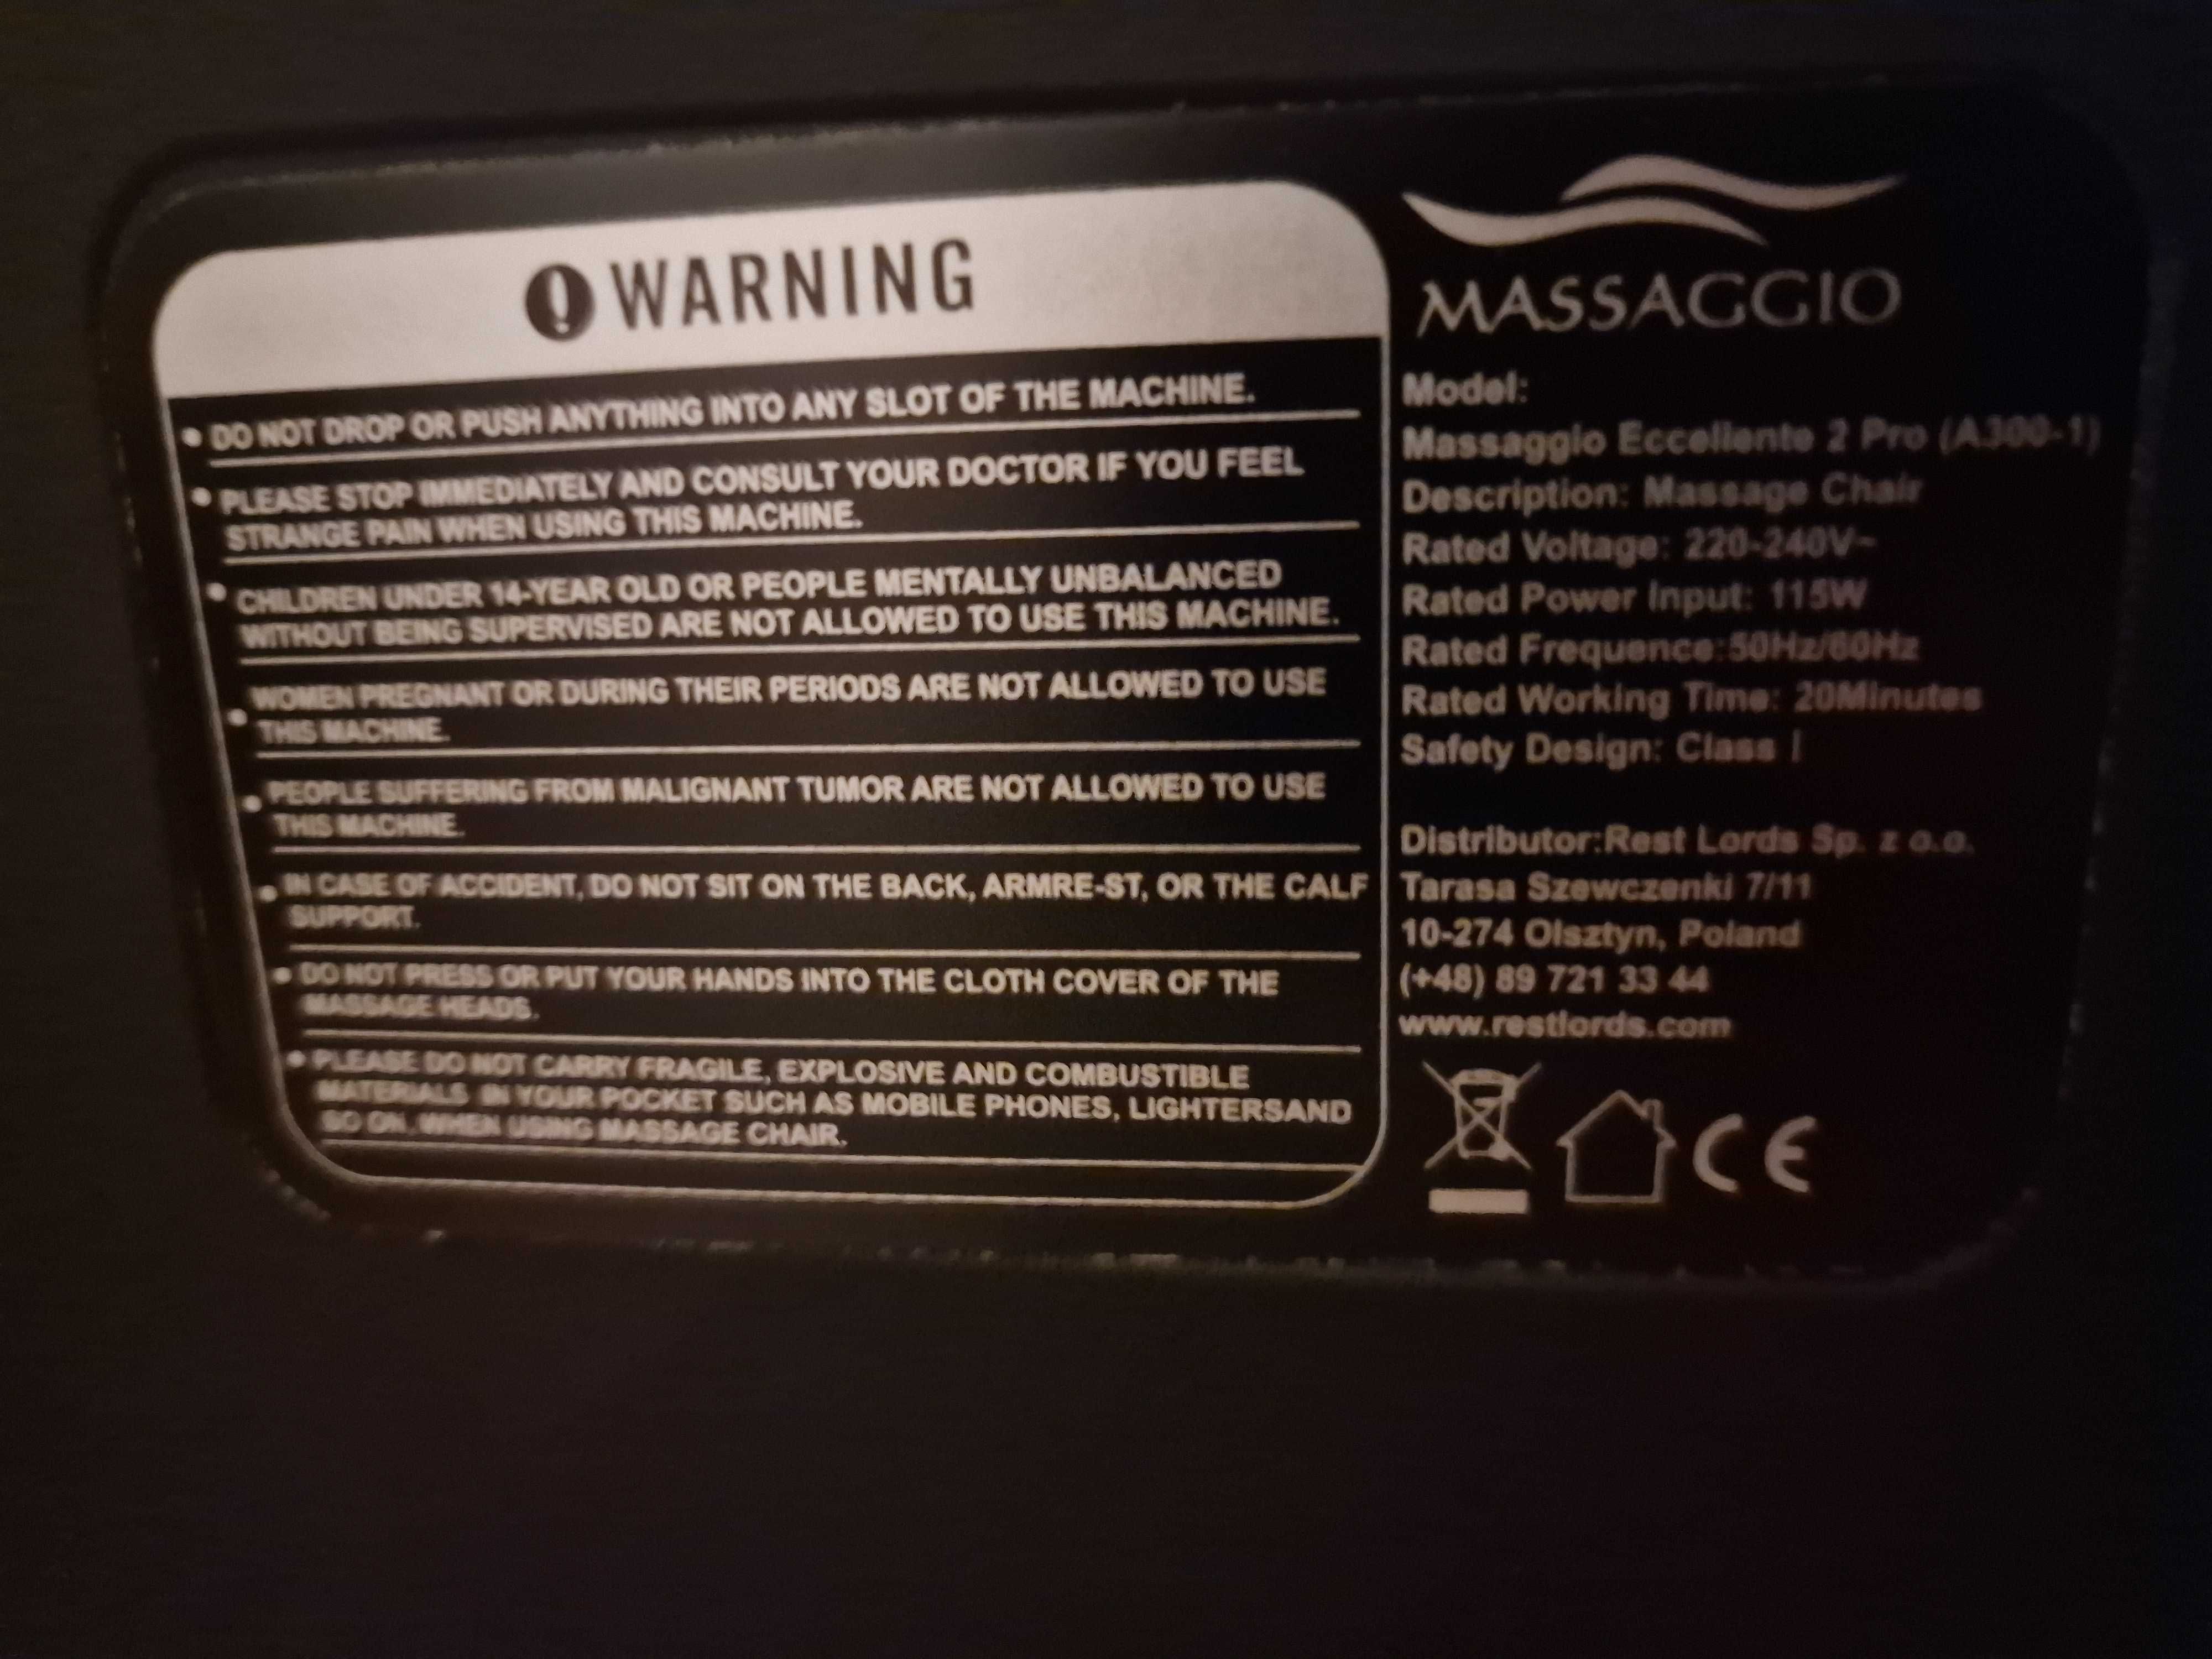 WARNING
DO NOT DROP OR PUSH ANYTHING INTO ANY SLOT OF THE MACHINE.
PLEASE STOP IMMEDIATELY AND CONSULT YOUR DOCTOR IF YOU FEEL
STRANGE PAIN WHEN USING THIS MACHINE.
CHILDREN UNDER 14-YEAR OLD OR PEOPLE MENTALLY UNBALANCED
WITHOUT BEING SUPERVISED ARE NOT ALLOWED TO USE THIS MACHINE.
WOMEN PREGNANT OR DURING THEIR PERIODS ARE NOT ALLOWED TO USE
THIS MACHINE.
PEOPLE SUFFERING FROM MALIGNANT TUMOR ARE NOT ALLOWED TO USE
THIS MACHINE.
IN CASE OF ACCIDENT, DO NOT SIT ON THE BACK, ARMRE-ST, OR THE CALF
SUPPORT.
DO NOT PRESS OR PUT YOUR HANDS INTO THE CLOTH COVER OF THE
MASSAGE HEADS.
PLEASE DO NOT CARRY FRAGILE, EXPLOSIVE AND COMBUSTIBLE
MATERIALS IN YOUR POCKET SUCH AS MOBILE PHONES, LIGHTERSAND
SO ON, WHEN USING MASSAGE CHAIR.
MASSAGGIO
Model:
Massaggio Eccellente 2 Pro (A300-1)
Description: Massage Chair
Rated Voltage: 220-240V~
Rated Power Input: 115W
Rated Frequence:50Hz/60Hz
Rated Working Time: 20Minutes
Safety Design: Class I
Distributor:Rest Lords Sp. z o.o.
Tarasa Szewczenki 7/11
10-274 Olsztyn, Poland
(+48) 89 721 33 44
www.restlords.com
CE